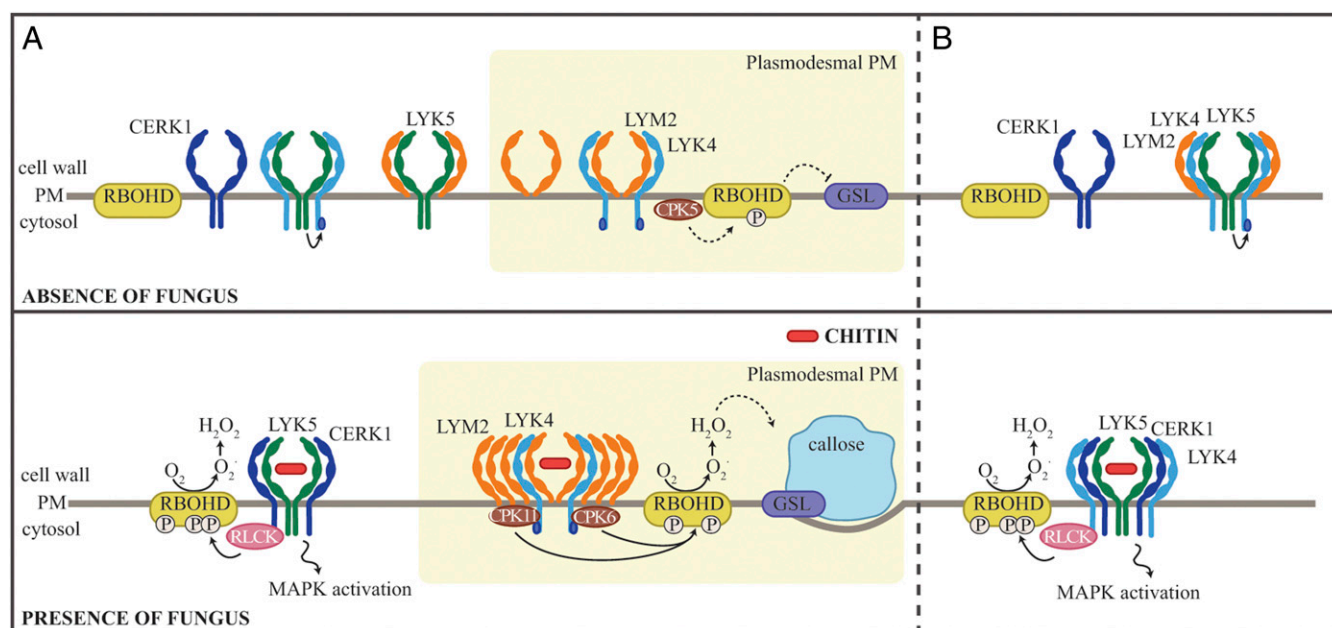 A
Plasmodesmal PM
CERK1
LYK5
LYM2
LYK4
cell wall
PM
cytosol
RBOHD
CPK5
RBOHD
P
GSL
ABSENCE OF FUNGUS
B
CERK1
LYK4 LYK5
LYM2
RBOHD
CHITIN
Plasmodesmal PM
H2O2
LYK5
CERK1
O2
O2·
cell wall
PM
cytosol
RBOHD
P P P
RLCK
MAPK activation
LYM2
LYK4
CPK11
CPK6
H2O2
O2
O2·
RBOHD
P P
GSL
callose
PRESENCE OF FUNGUS
H2O2
LYK5
CERK1
LYK4
O2
O2·
RBOHD
P P P
RLCK
MAPK activation